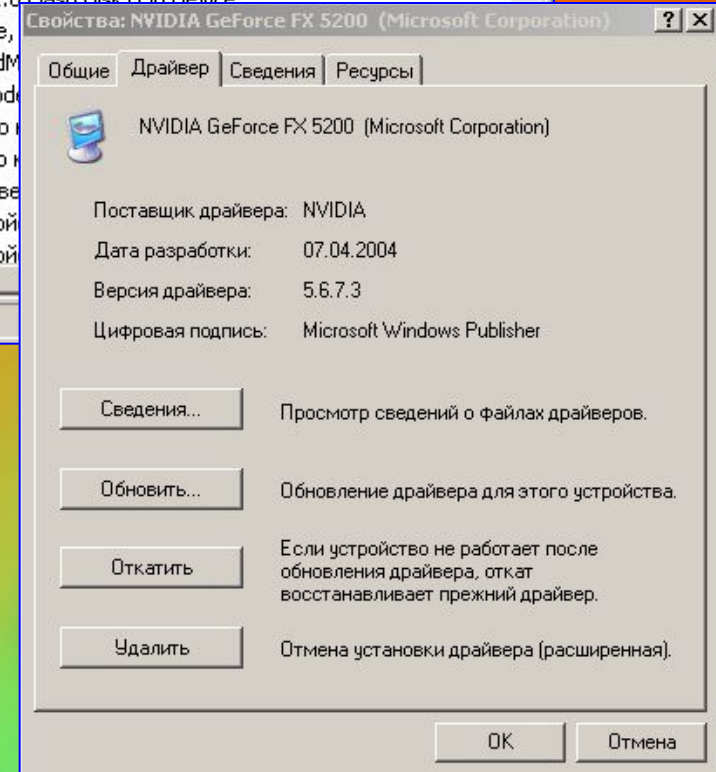 Свойства: NVIDIA GeForce FX 5200 (Microsoft Corporation)
Общие Драйвер Сведения Ресурсы
NVIDIA GeForce FX 5200 (Microsoft Corporation)
Поставщик драйвера: NVIDIA
Дата разработки: 07.04.2004
Версия драйвера: 5.6.7.3
Цифровая подпись: Microsoft Windows Publisher
Сведения... Просмотр сведений о файлах драйверов.
Обновить... Обновление драйвера для этого устройства.
Откатить
Если устройство не работает после
обновления драйвера, откат
восстанавливает прежний драйвер.
Удалить Отмена установки драйвера (расширенная).
OK Отмена